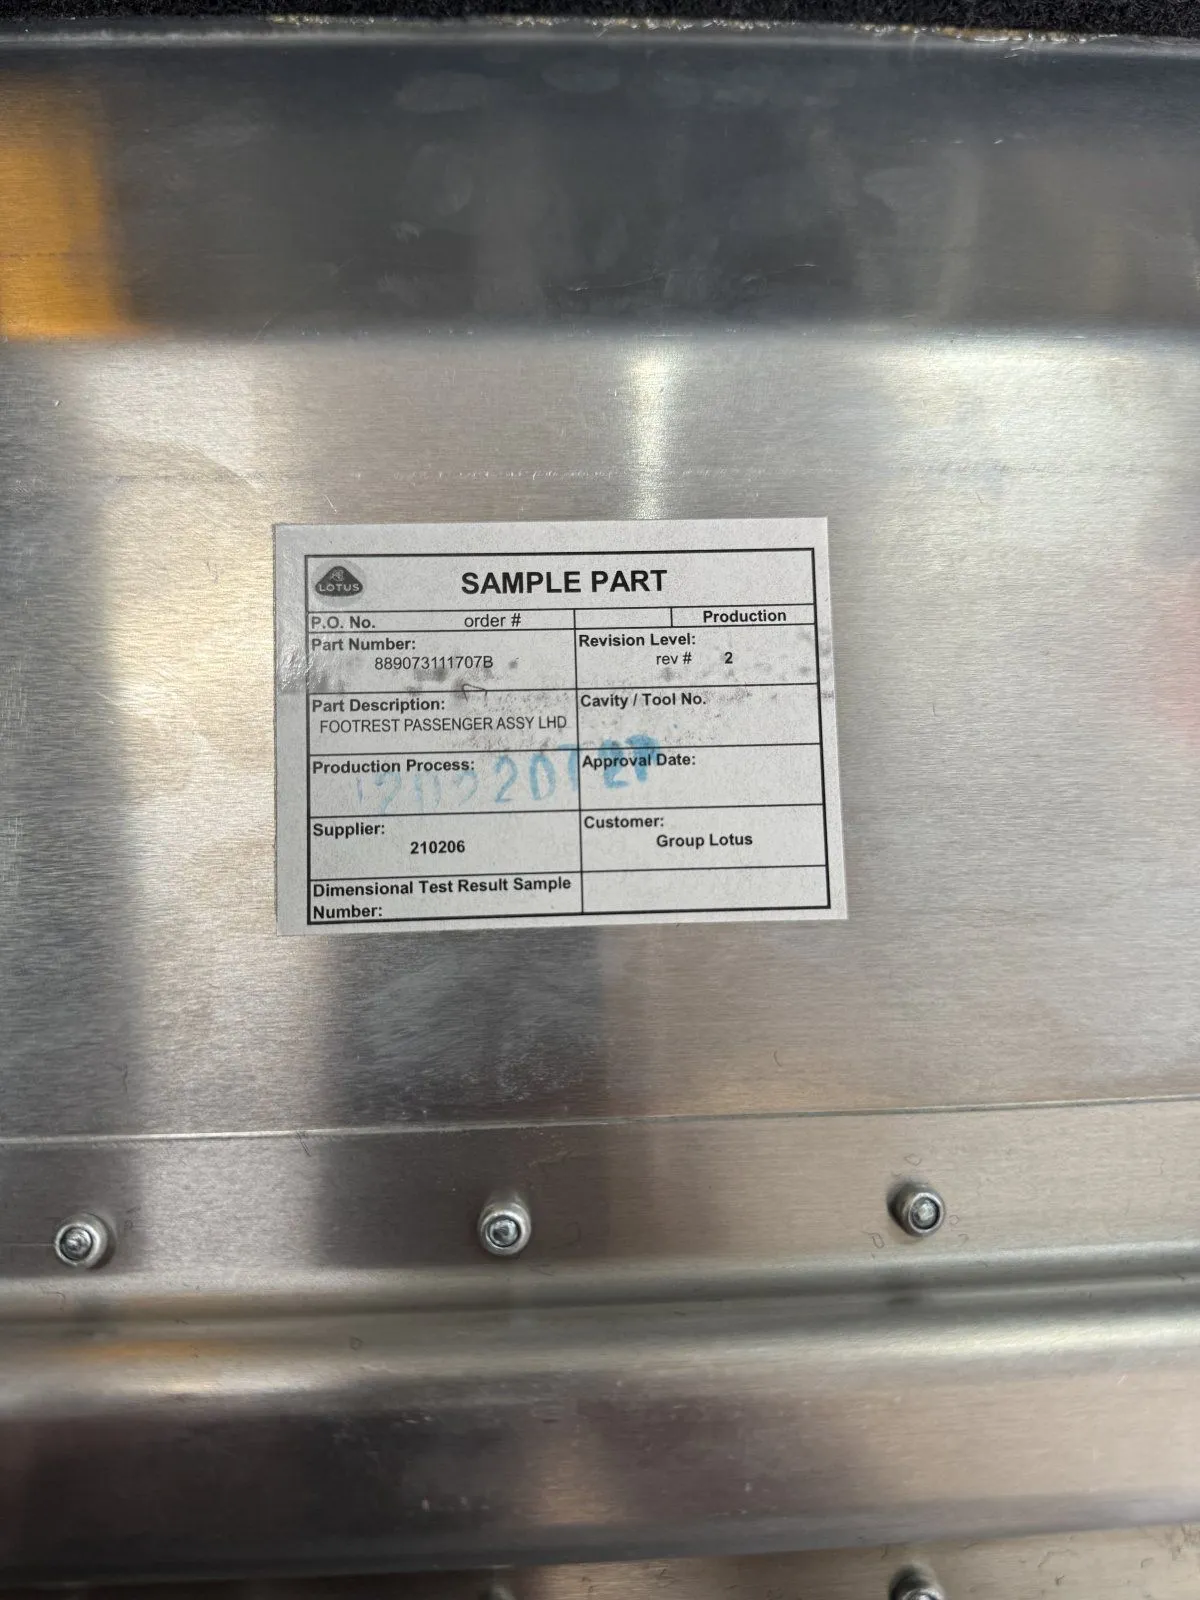 LOTUS
SAMPLE PART
P.O. No. order # Production
Part Number:
889073111707B
Revision Level:
rev # 2
Part Description:
FOOTREST PASSENGER ASSY LHD
Cavity / Tool No.
Production Process:
Approval Date:
Supplier:
210206
Customer:
Group Lotus
Dimensional Test Result Sample
Number: